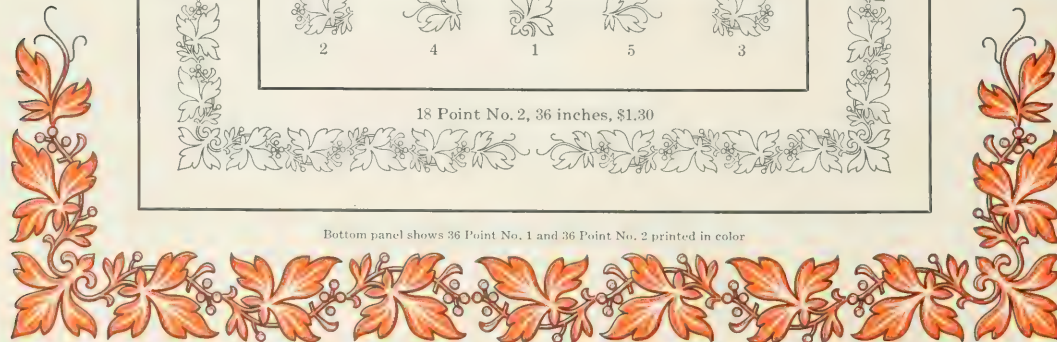 2 4 1 5 3
18 Point No. 2, 36 inches, $1.30
Bottom panel shows 36 Point No. 1 and 36 Point No. 2 printed in color